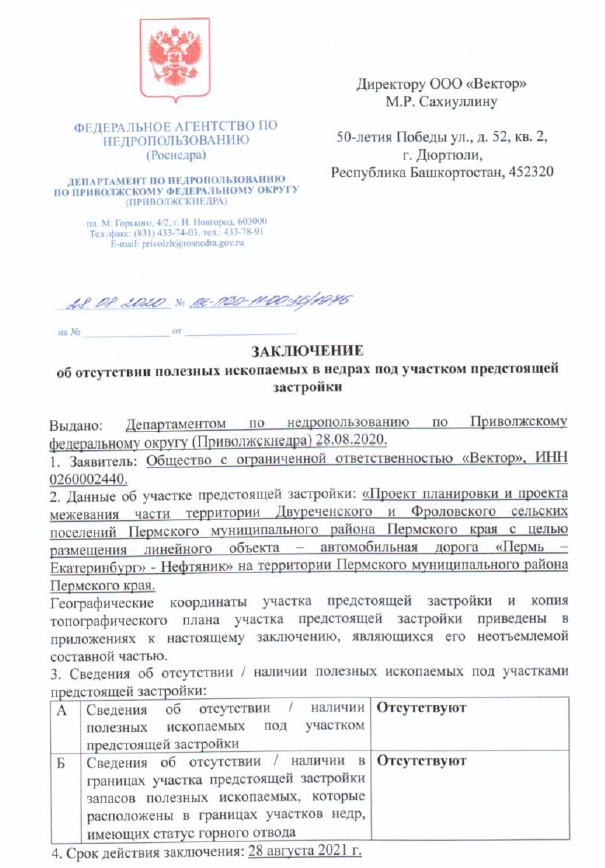 ФЕДЕРАЛЬНОЕ АГЕНТСТВО ПО
НЕДРОПОЛЬЗОВАНИЮ
(Роснедра)
ДЕПАРТАМЕНТ ПО НЕДРОПОЛЬЗОВАНИЮ
ПО ПРИВОЛЖСКОМУ ФЕДЕРАЛЬНОМУ ОКРУГУ
(ПРИВОЛЖСКНЕДРА)
пл. М. Горького, 4/2, г. Н. Новгород, 603000
Тел./факс: (831) 433-74-03, тел.: 433-78-91
E-mail: privolzh@rosnedra.gov.ru
Директору ООО «Вектор»
М.Р. Сахиуллину
50-летия Победы ул., д. 52, кв. 2,
г. Дюртюли,
Республика Башкортостан, 452320
28.08.2020 №
на № от
ЗАКЛЮЧЕНИЕ
об отсутствии полезных ископаемых в недрах под участком предстоящей
застройки
Выдано: Департаментом по недропользованию по Приволжскому
федеральному округу (Приволжскнедра) 28.08.2020.
1. Заявитель: Общество с ограниченной ответственностью «Вектор», ИНН
0260002440.
2. Данные об участке предстоящей застройки: «Проект планировки и проекта
межевания части территории Двуреченского и Фроловского сельских
поселений Пермского муниципального района Пермского края с целью
размещения линейного объекта – автомобильная дорога «Пермь –
Екатеринбург» - Нефтяник» на территории Пермского муниципального района
Пермского края.
Географические координаты участка предстоящей застройки и копия
топографического плана участка предстоящей застройки приведены в
приложениях к настоящему заключению, являющихся его неотъемлемой
составной частью.
3. Сведения об отсутствии / наличии полезных ископаемых под участками
предстоящей застройки:
А Сведения об отсутствии / наличии Отсутствуют
полезных ископаемых под участком
предстоящей застройки
Б Сведения об отсутствии / наличии в Отсутствуют
границах участка предстоящей застройки
запасов полезных ископаемых, которые
расположены в границах участков недр,
имеющих статус горного отвода
4. Срок действия заключения: 28 августа 2021 г.